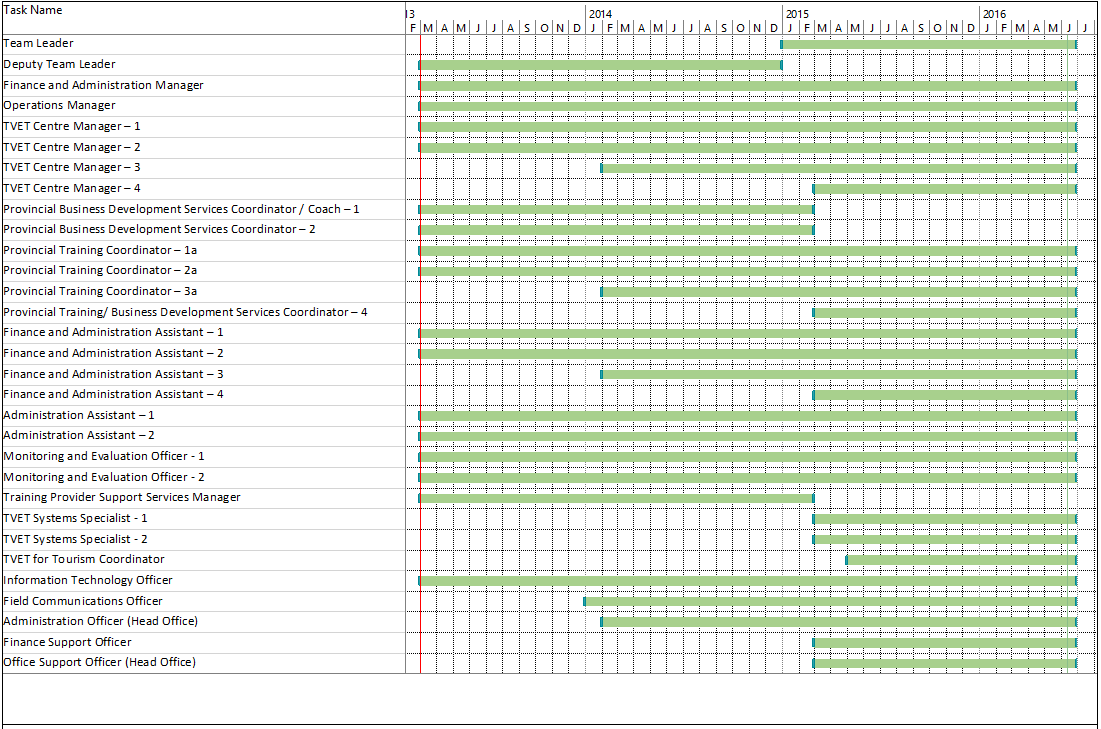 Task Name
13 2014 2015 2016
F M A M J J A S O N D J F M A M J J A S O N D J F M A M J J A S O N D J F M A M J J
Team Leader
Deputy Team Leader
Finance and Administration Manager
Operations Manager
TVET Centre Manager – 1
TVET Centre Manager – 2
TVET Centre Manager – 3
TVET Centre Manager – 4
Provincial Business Development Services Coordinator / Coach – 1
Provincial Business Development Services Coordinator – 2
Provincial Training Coordinator – 1a
Provincial Training Coordinator – 2a
Provincial Training Coordinator – 3a
Provincial Training/ Business Development Services Coordinator – 4
Finance and Administration Assistant – 1
Finance and Administration Assistant – 2
Finance and Administration Assistant – 3
Finance and Administration Assistant – 4
Administration Assistant – 1
Administration Assistant – 2
Monitoring and Evaluation Officer - 1
Monitoring and Evaluation Officer - 2
Training Provider Support Services Manager
TVET Systems Specialist - 1
TVET Systems Specialist - 2
TVET for Tourism Coordinator
Information Technology Officer
Field Communications Officer
Administration Officer (Head Office)
Finance Support Officer
Office Support Officer (Head Office)